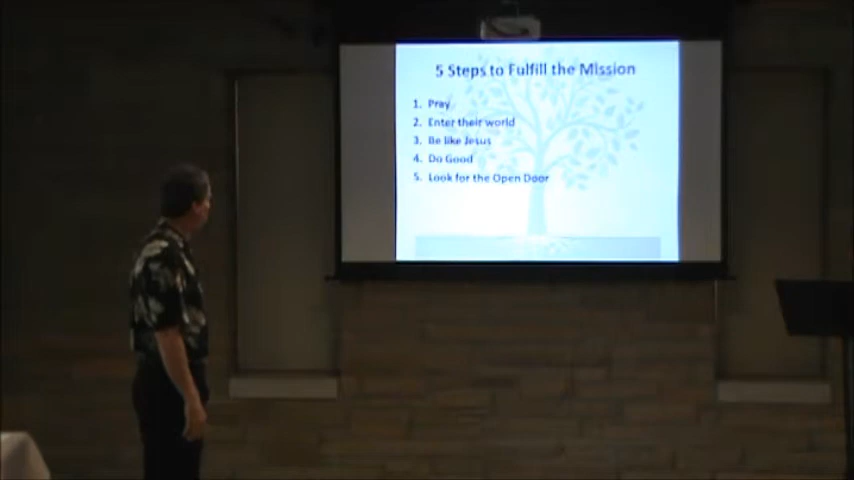 5 Steps to Fulfill the Mission
1. Pray
2. Enter their world
3. Be like Jesus
4. Do Good
5. Look for the Open Door